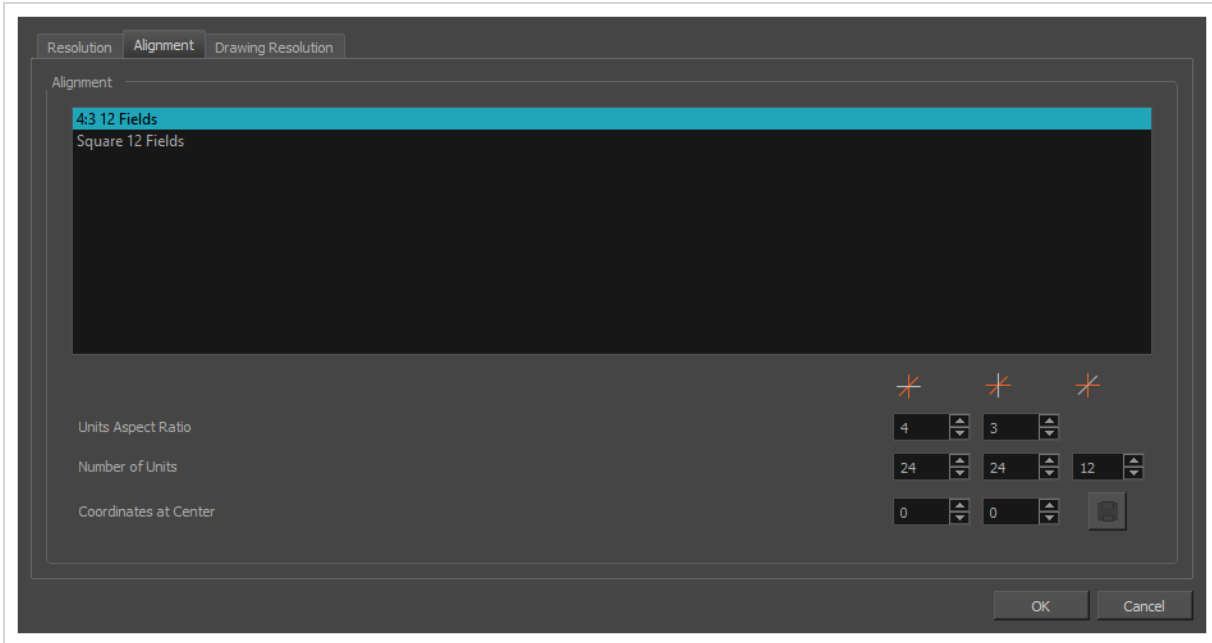 Resolution Alignment Drawing Resolution
Alignment
4:3 12 Fields
Square 12 Fields
Units Aspect Ratio 4 3
Number of Units 24 24 12
Coordinates at Center 0 0
OK Cancel